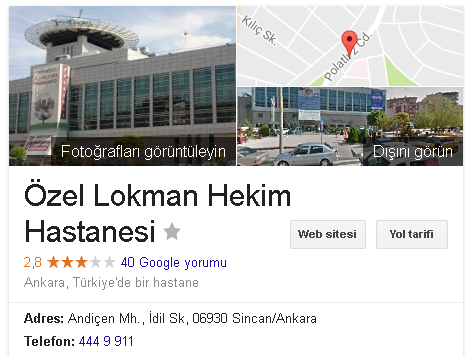 Kılıç Sk.
Polatlı 2 Cd.
Fotoğrafları görüntüleyin
Dışını görün
Özel Lokman Hekim
Hastanesi
Web sitesi
Yol tarifi
2,8
40 Google yorumu
Ankara, Türkiye'de bir hastane
Adres: Andiçen Mh., İdil Sk, 06930 Sincan/Ankara
Telefon: 444 9 911